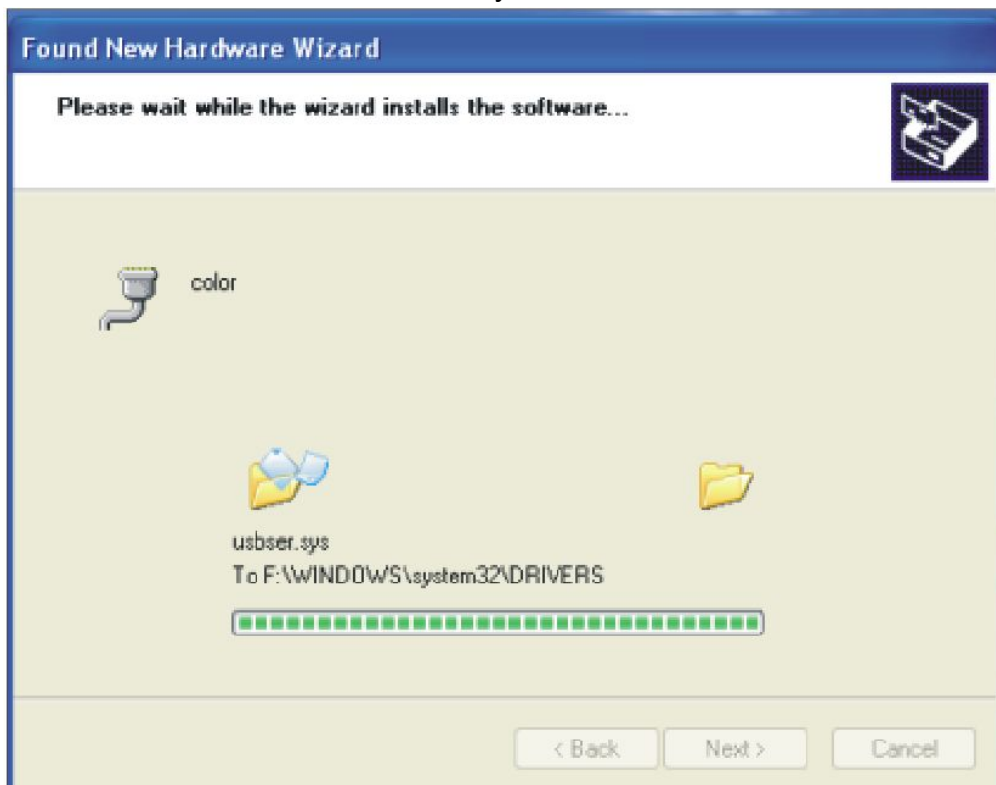 Found New Hardware Wizard
Please wait while the wizard installs the software...
color
usbser.sys
To F:\WINDOWS\system32\DRIVERS
< Back Next > Cancel